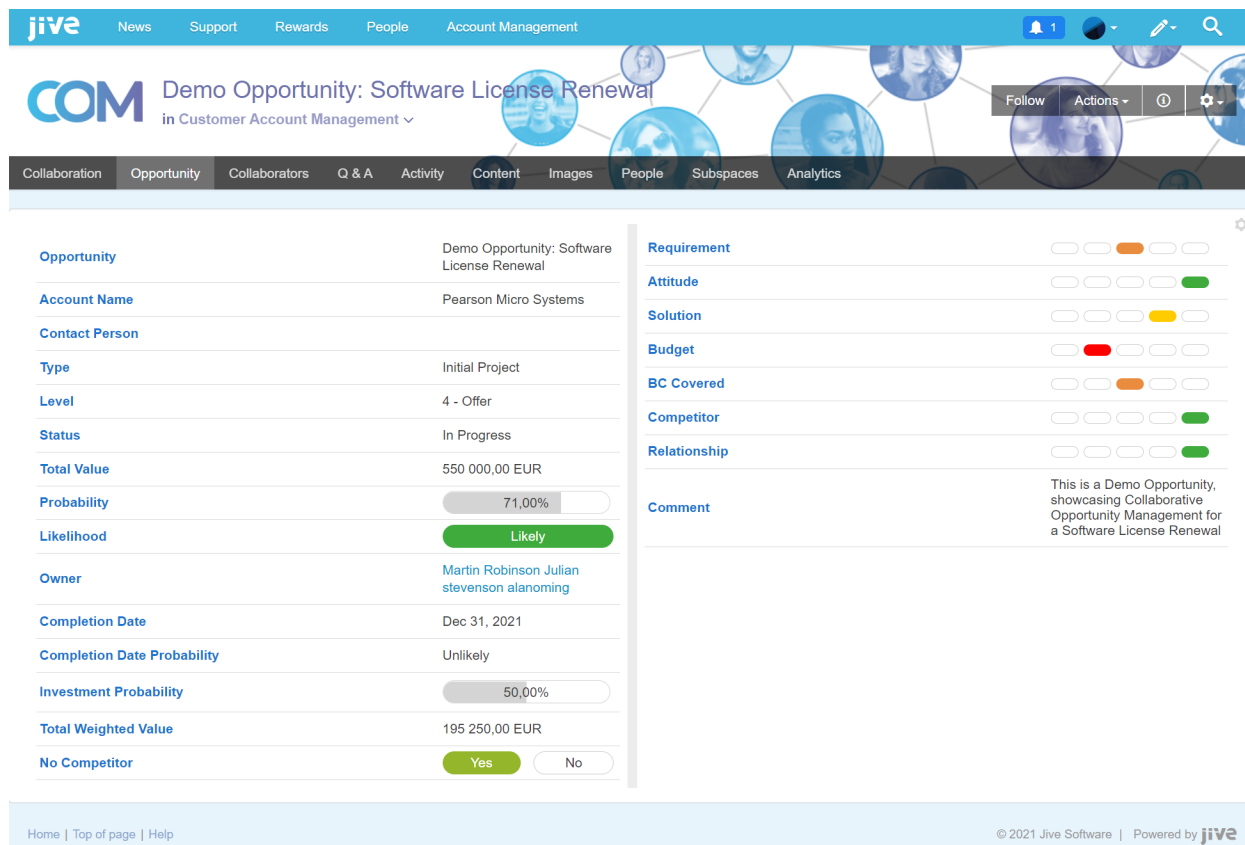 jive News Support Rewards People Account Management 1
COM
Demo Opportunity: Software License Renewal
in Customer Account Management
Follow Actions
Collaboration Opportunity Collaborators Q & A Activity Content Images People Subspaces Analytics
Opportunity Demo Opportunity: Software
License Renewal
Account Name Pearson Micro Systems
Contact Person
Type Initial Project
Level 4 - Offer
Status In Progress
Total Value 550 000,00 EUR
Probability 71,00%
Likelihood Likely
Owner Martin Robinson Julian
stevenson alanoming
Completion Date Dec 31, 2021
Completion Date Probability Unlikely
Investment Probability 50,00%
Total Weighted Value 195 250,00 EUR
No Competitor Yes No
Requirement
Attitude
Solution
Budget
BC Covered
Competitor
Relationship
Comment This is a Demo Opportunity,
showcasing Collaborative
Opportunity Management for
a Software License Renewal
Home | Top of page | Help
© 2021 Jive Software | Powered by jive